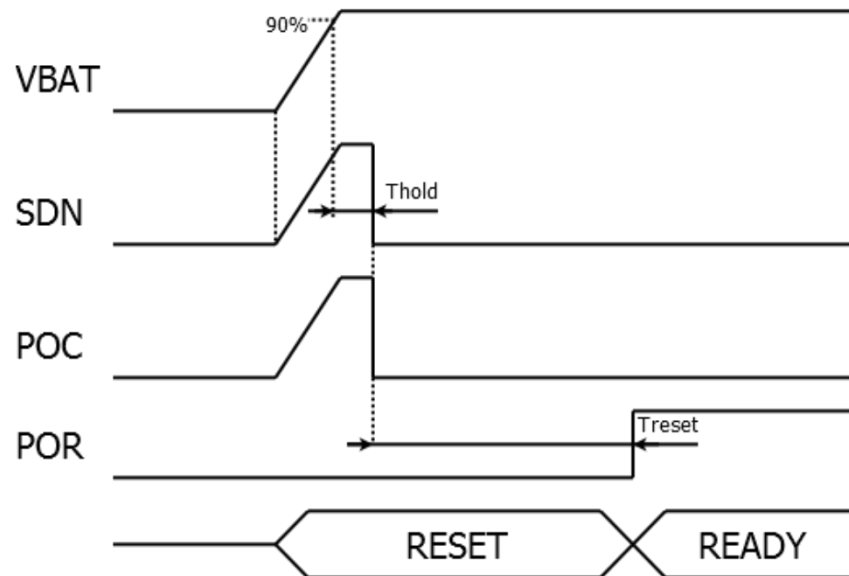 90%
VBAT
SDN
Thold
POC
POR
Treset
RESET
READY